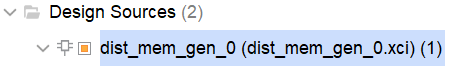 Design Sources (2)
dist_mem_gen_0 (dist_mem_gen_0.xci) (1)